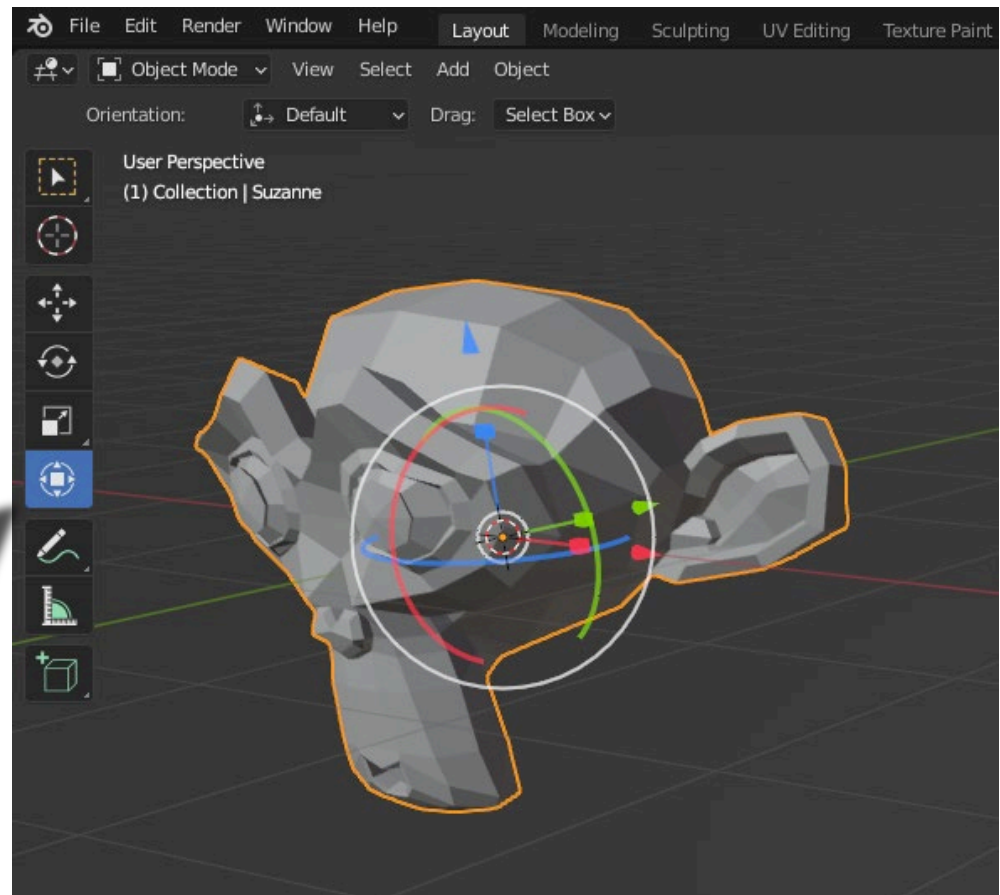 File Edit Render Window Help Layout Modeling Sculpting UV Editing Texture Paint
Object Mode View Select Add Object
Orientation: Default Drag: Select Box
User Perspective
(1) Collection | Suzanne